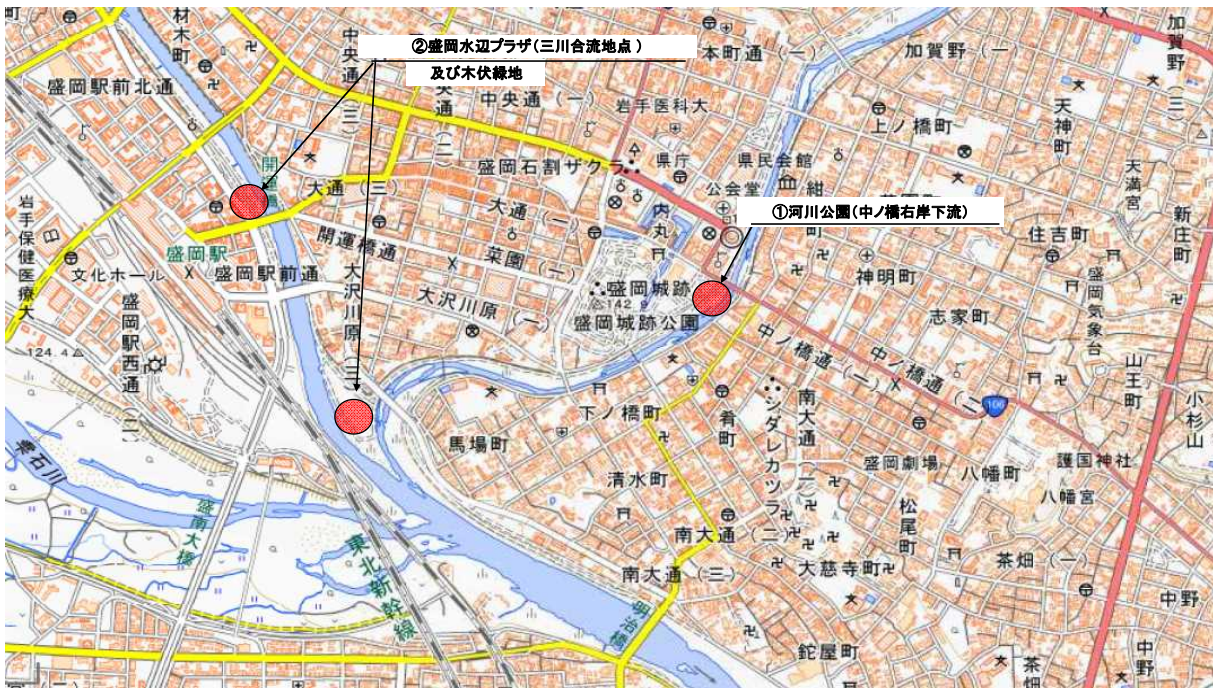 ②盛岡水辺プラザ(三川合流地点)
及び木伏緑地
①河川公園(中ノ橋右岸下流)
材木町
盛岡駅前北通
中央通(三)
中央通(二)
中央通(一)
本町通(一)
加賀野(一)
加賀野(三)
岩手医科大
上ノ橋町
天神町
天満宮
新庄町
盛岡石割ザクラ
県庁
県民会館
公会堂
紺
内丸
開運橋
大通(三)
大通(一)
開運橋通
菜園(一)
住吉町
神明町
志家町
盛岡気象台
山王町
小杉山
岩手保健医療大
文化ホール
盛岡駅
盛岡駅前通
大沢川原(三)
大沢川原(一)
盛岡城跡
142.9
盛岡城跡公園
中ノ橋通(一)
中ノ橋通(二)
106
124.4
盛岡駅西通(二)
雫石川
下ノ橋町
馬場町
肴町
シダレカツラ
南大通(一)
清水町
盛岡劇場
八幡町
護国神社
八幡宮
松尾町
盛南大橋
東北新幹線
南大通(二)
南大通(三)
大慈寺町
茶畑(一)
中野
明治橋
鉈屋町
茶畑
中野